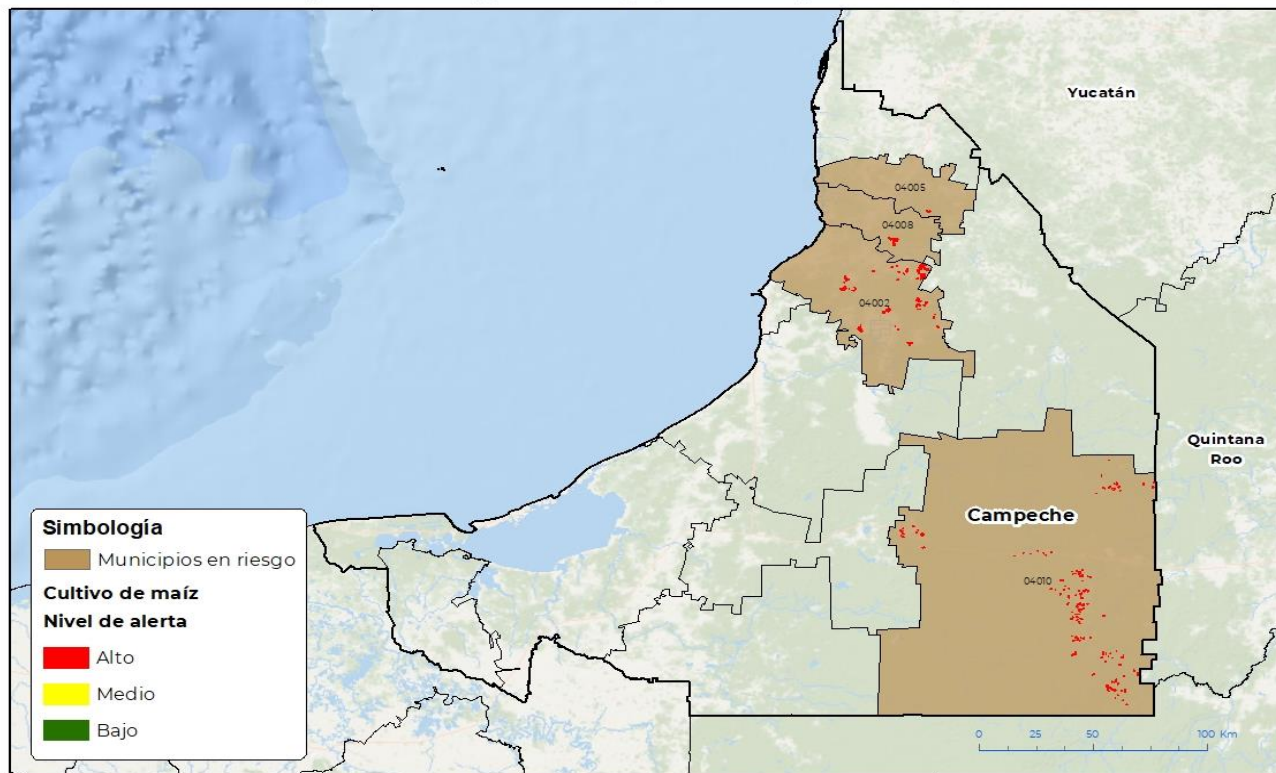 Yucatán
04005
04008
04002
Quintana
Roo
Campeche
04010
Simbología
Municipios en riesgo
Cultivo de maíz
Nivel de alerta
Alto
Medio
Bajo
0 25 50 100 Km